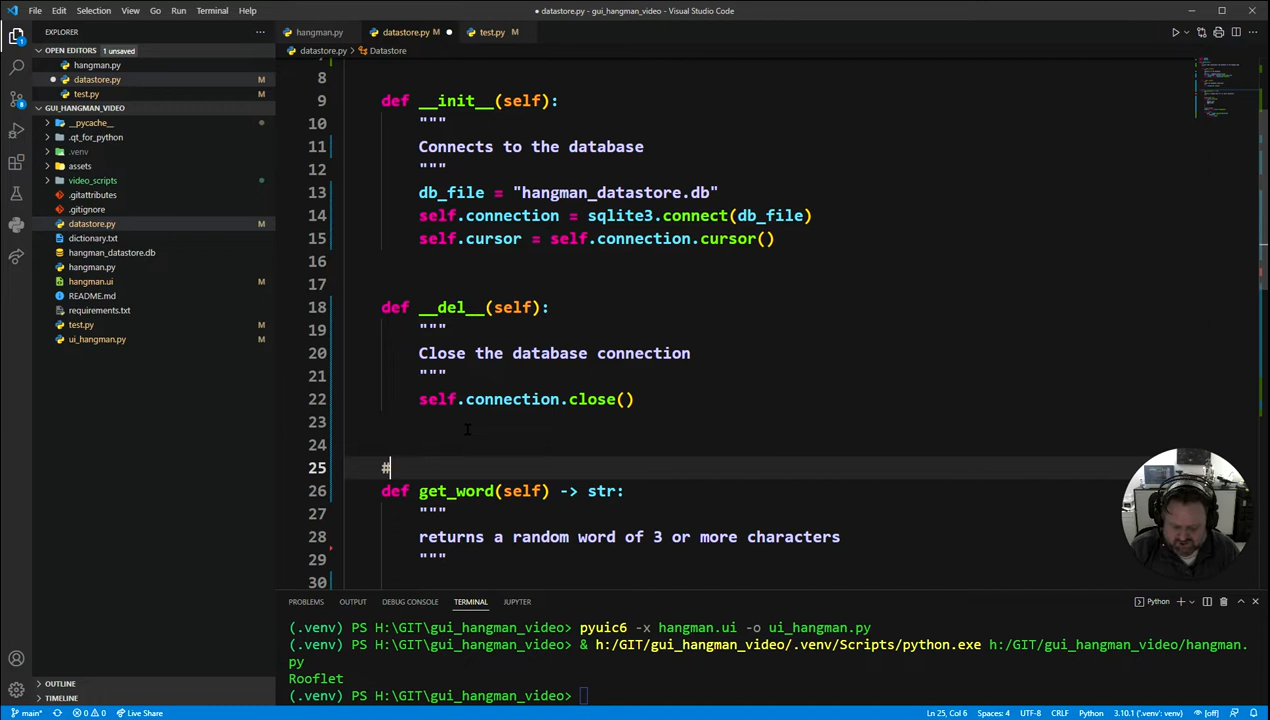 File Edit Selection View Go Run Terminal Help
datastore.py - gui_hangman_video - Visual Studio Code
EXPLORER
hangman.py
datastore.py M
test.py M
OPEN EDITORS 1 unsaved
datastore.py > Datastore
hangman.py
datastore.py M
test.py M
GUI_HANGMAN_VIDEO
__pycache__
.qt_for_python
.venv
assets
video_scripts
.gitattributes
.gitignore
datastore.py M
dictionary.txt
hangman_datastore.db
hangman.py
hangman.ui M
README.md
requirements.txt
test.py M
ui_hangman.py M
OUTLINE
TIMELINE
8
9 def __init__(self):
10 """
11 Connects to the database
12 """
13 db_file = "hangman_datastore.db"
14 self.connection = sqlite3.connect(db_file)
15 self.cursor = self.connection.cursor()
16
17
18 def __del__(self):
19 """
20 Close the database connection
21 """
22 self.connection.close()
23
24
25 #
26 def get_word(self) -> str:
27 """
28 returns a random word of 3 or more characters
29 """
30
PROBLEMS OUTPUT DEBUG CONSOLE TERMINAL JUPYTER
Python
(.venv) PS H:\GIT\gui_hangman_video> pyuic6 -x hangman.ui -o ui_hangman.py
(.venv) PS H:\GIT\gui_hangman_video> & h:/GIT/gui_hangman_video/.venv/Scripts/python.exe h:/GIT/gui_hangman_video/hangman.
py
Rooflet
(.venv) PS H:\GIT\gui_hangman_video>
main* 0 0 Live Share
Ln 25, Col 6 Spaces: 4 UTF-8 CRLF Python 3.10.1 ('.venv': venv) [off]